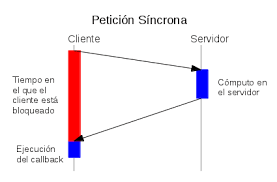 Petición Síncrona
Cliente
Servidor
Tiempo en
el que el
cliente está
bloqueado
Cómputo en
el servidor
Ejecución
del callback